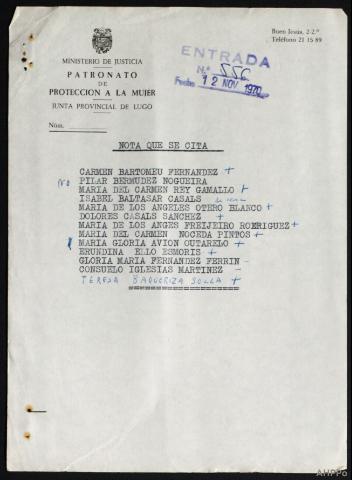 MINISTERIO DE JUSTICIA
PATRONATO
DE
PROTECCION A LA MUJER
JUNTA PROVINCIAL DE LUGO
Núm.
Buen Jesús, 2-2.º
Teléfono 21 15 89
ENTRADA
N.º 556
Fecha 12 NOV 1970
NOTA QUE SE CITA
CARMEN BARTOMEU FERNANDEZ +
NO PILAR BERMUDEZ NOGUEIRA
MARIA DEL CARMEN REY GAMALLO +
ISABEL BALTASAR CASALS
MARIA DE LOS ANGELES OTERO BLANCO +
DOLORES CASALS SANCHEZ +
MARIA DE LOS ANGES FREIJEIRO RODRIGUEZ +
MARIA DEL CARMEN NOCEDA PINTOS +
MARIA GLORIA AVION OUTARELO +
ERUNDINA ELLO ESMORIS +
GLORIA MARIA FERNANDEZ FERRIN -
CONSUELO IGLESIAS MARTINEZ -
TERESA BAQUERIZA SOLLA +
AHPPo